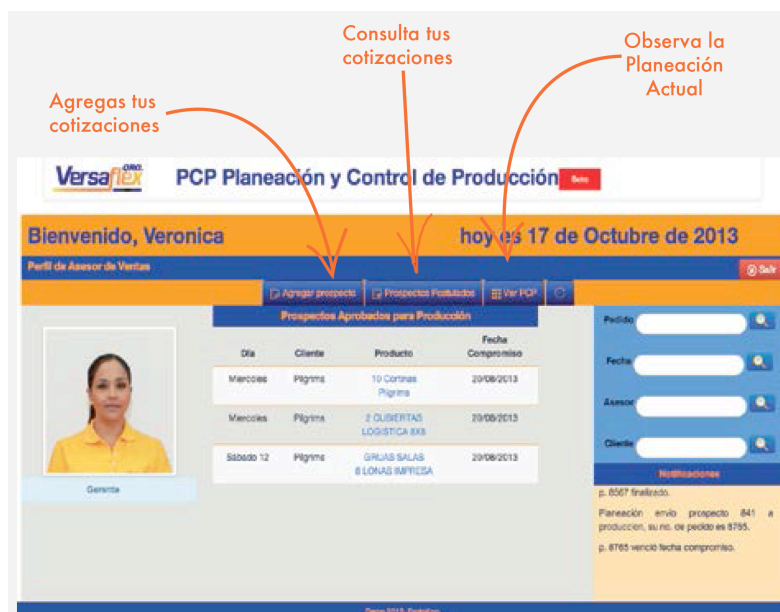 Consulta tus
cotizaciones
Observa la
Planeación
Actual
Agregas tus
cotizaciones
Versaflex ORO.
PCP Planeación y Control de Producción
Beta
Bienvenido, Veronica
hoy es 17 de Octubre de 2013
Perfil de Asesor de Ventas
Salir
Agregar prospecto
Prospectos Postulados
Ver PCP
Prospectos Aprobados para Producción
Día
Cliente
Producto
Fecha
Compromiso
Miercoles
Pilgrims
10 Cortinas
Pilgrims
20/08/2013
Miercoles
Pilgrims
2 CUBIERTAS
LOGISTICA 8X8
20/08/2013
Sábado 12
Pilgrims
GRUAS SALAS
8 LONAS IMPRESA
20/08/2013
Gerente
Pedido
Fecha
Asesor
Cliente
Notificaciones
p. 8567 finalizado.
Planeación envio prospecto 841 a
produccion, su no. de pedido es 8765.
p. 8765 venció fecha compromiso.